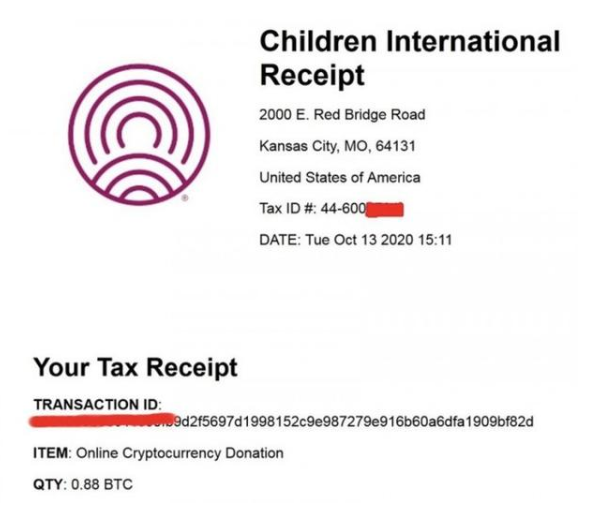 Children International
Receipt
2000 E. Red Bridge Road
Kansas City, MO, 64131
United States of America
Tax ID #: 44-600
DATE: Tue Oct 13 2020 15:11
Your Tax Receipt
TRANSACTION ID:
9d2f5697d1998152c9e987279e916b60a6dfa1909bf82d
ITEM: Online Cryptocurrency Donation
QTY: 0.88 BTC